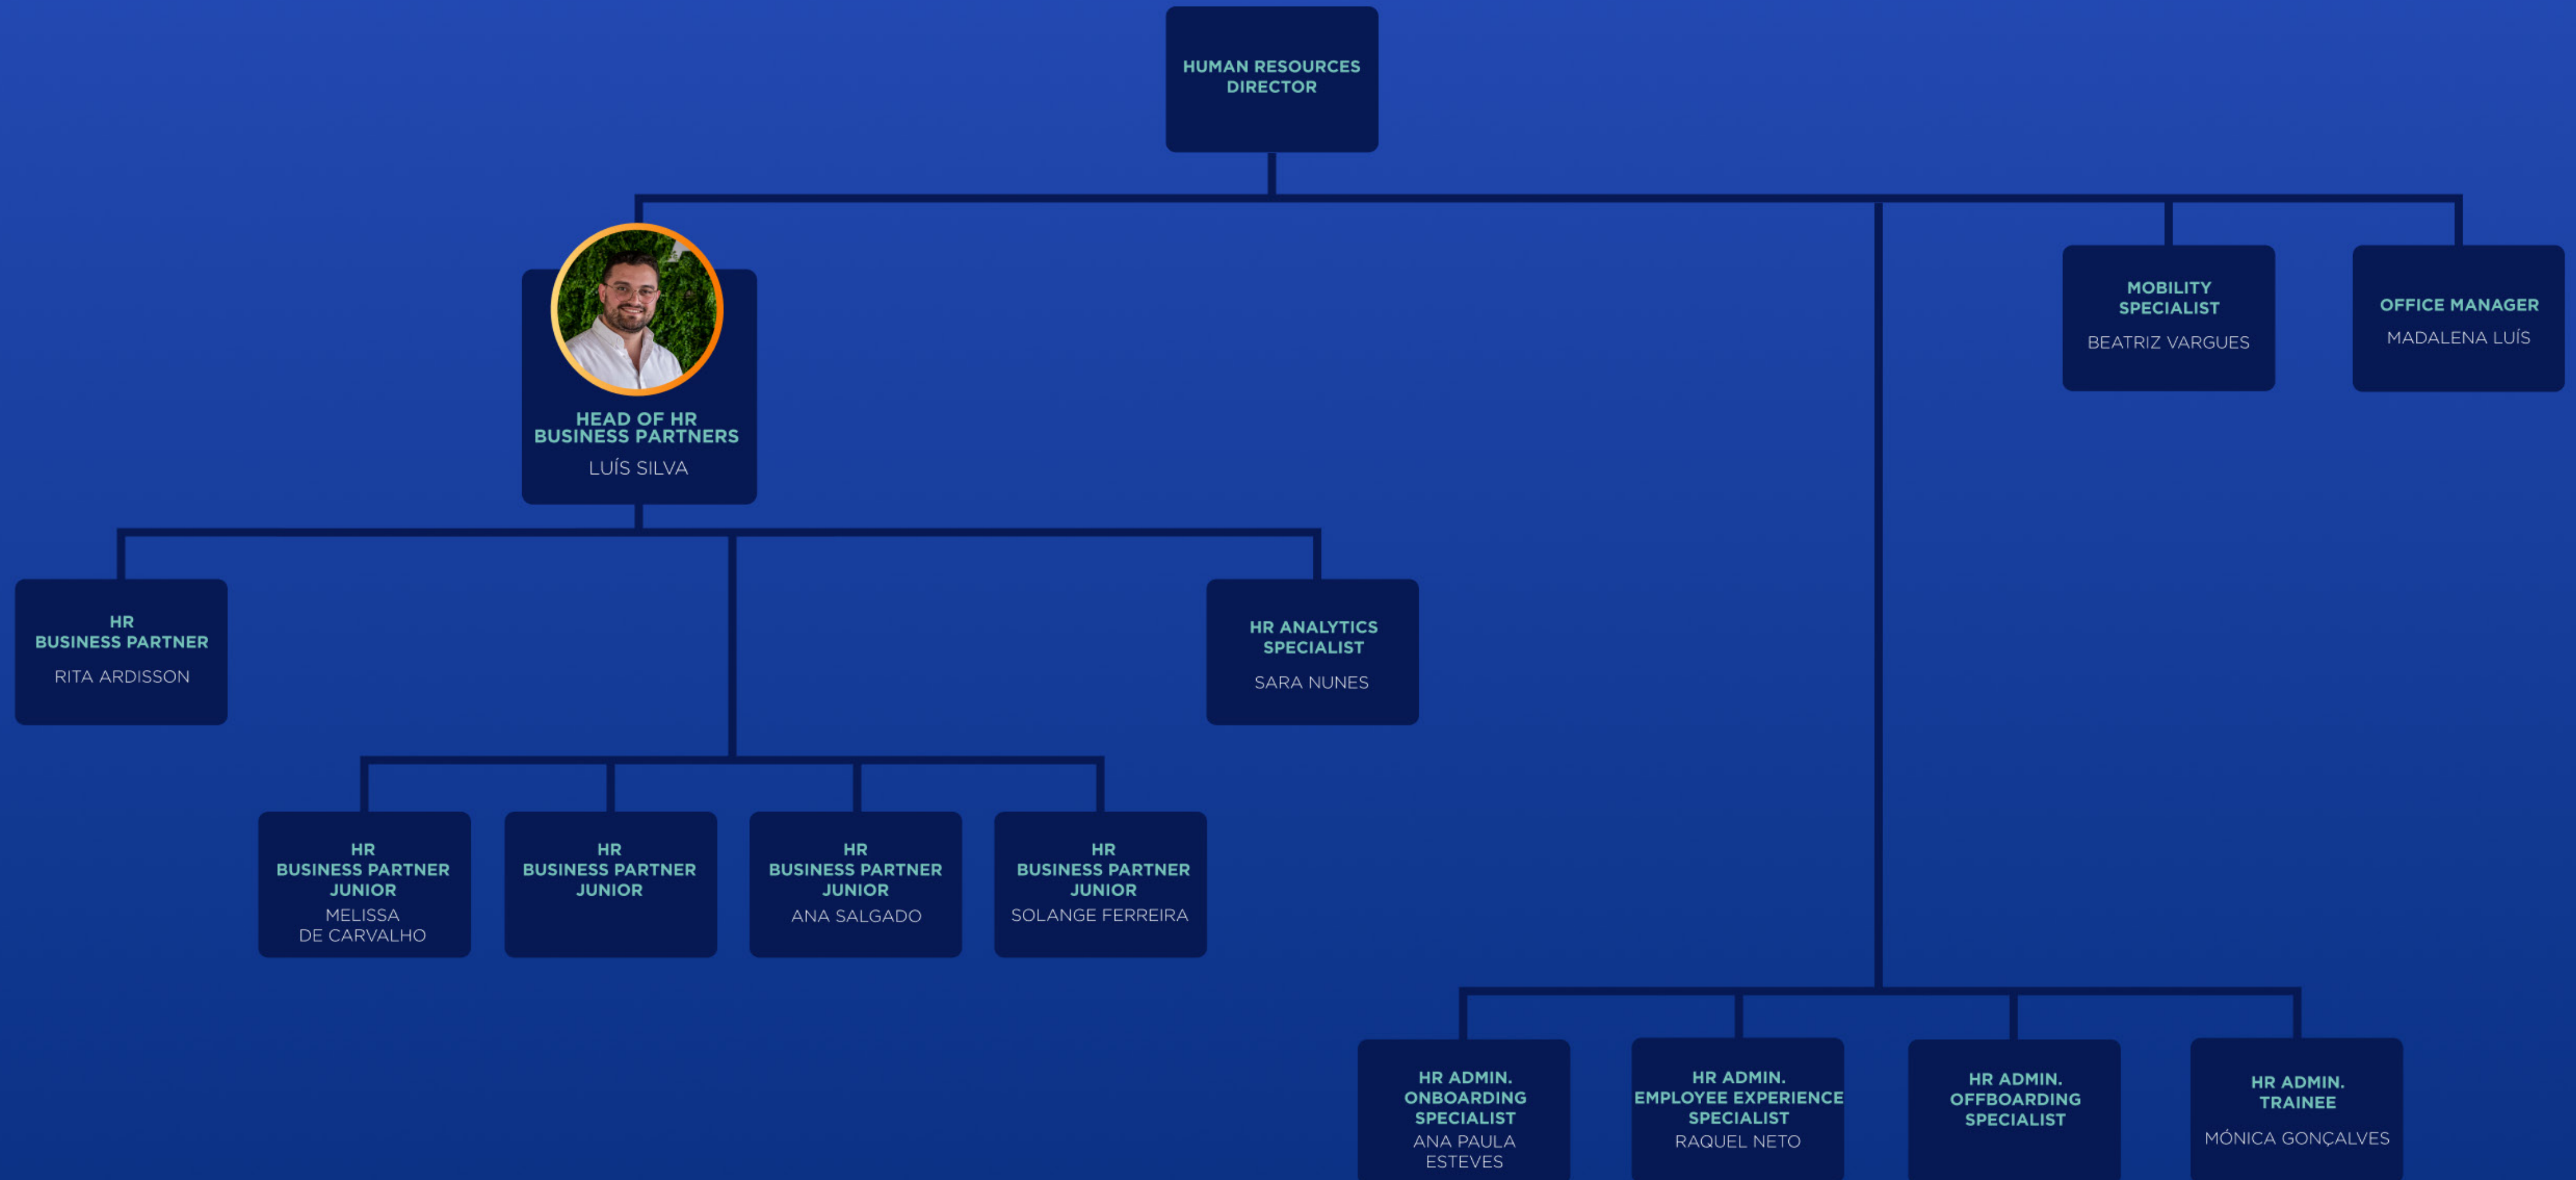 HUMAN RESOURCES
DIRECTOR
HEAD OF HR
BUSINESS PARTNERS
LUÍS SILVA
MOBILITY
SPECIALIST
BEATRIZ VARGUES
OFFICE MANAGER
MADALENA LUÍS
HR
BUSINESS PARTNER
RITA ARDISSON
HR ANALYTICS
SPECIALIST
SARA NUNES
HR
BUSINESS PARTNER
JUNIOR
MELISSA
DE CARVALHO
HR
BUSINESS PARTNER
JUNIOR
HR
BUSINESS PARTNER
JUNIOR
ANA SALGADO
HR
BUSINESS PARTNER
JUNIOR
SOLANGE FERREIRA
HR ADMIN.
ONBOARDING
SPECIALIST
ANA PAULA
ESTEVES
HR ADMIN.
EMPLOYEE EXPERIENCE
SPECIALIST
RAQUEL NETO
HR ADMIN.
OFFBOARDING
SPECIALIST
HR ADMIN.
TRAINEE
MÓNICA GONÇALVES